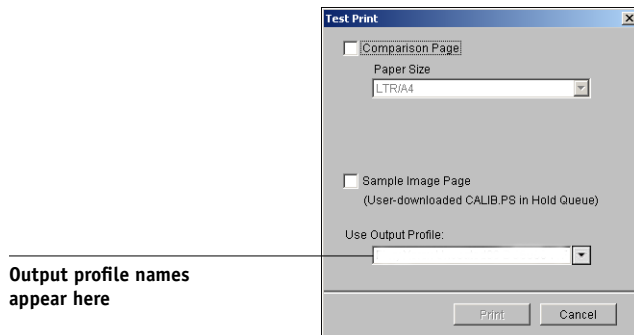 Test Print
Comparison Page
Paper Size
LTR/A4
Sample Image Page
(User-downloaded CALIB.PS in Hold Queue)
Use Output Profile:
Output profile names
appear here
Print
Cancel